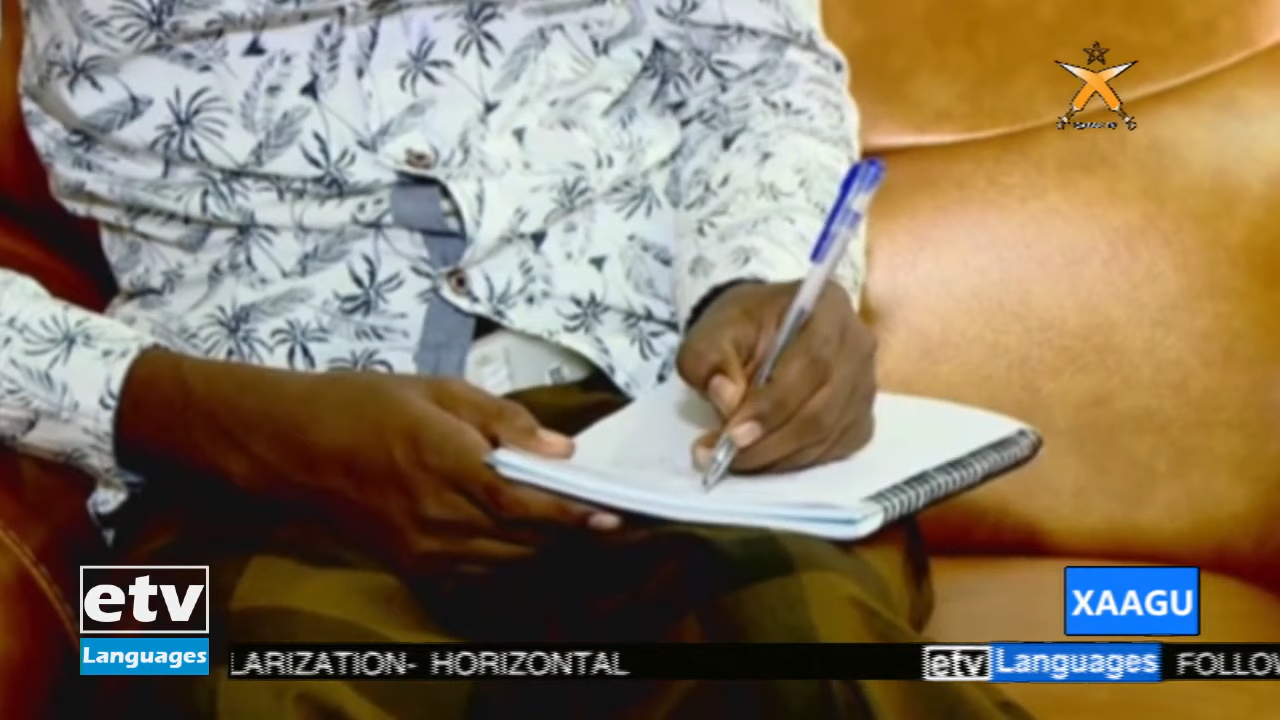 etv
Languages
XAAGU
LARIZATION- HORIZONTAL
etv Languages FOLLOW